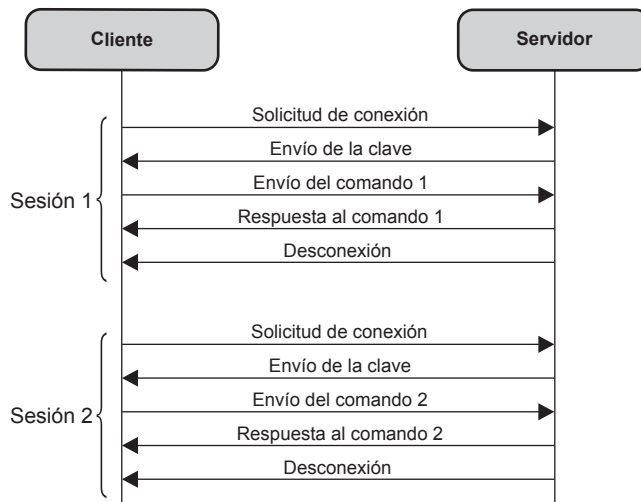 Cliente
Servidor
Solicitud de conexión
Envío de la clave
Envío del comando 1
Sesión 1
Respuesta al comando 1
Desconexión
Solicitud de conexión
Envío de la clave
Envío del comando 2
Sesión 2
Respuesta al comando 2
Desconexión